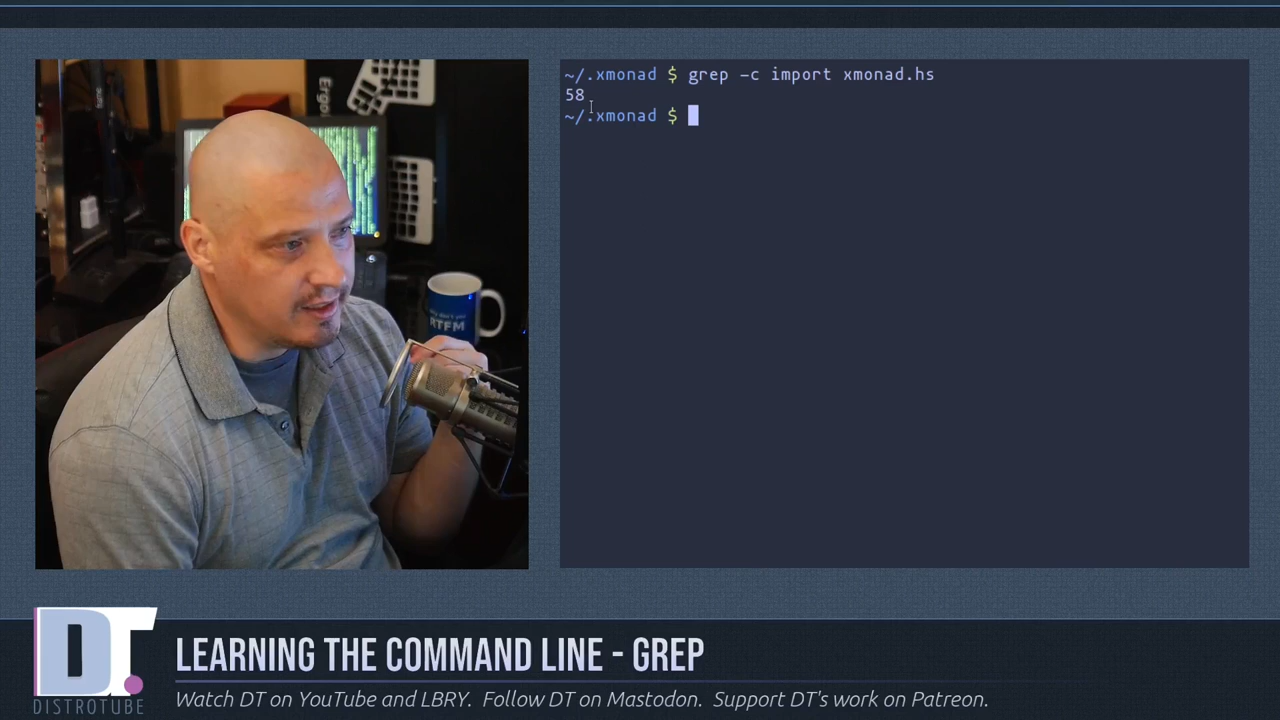 Ergo
RTFM
~/.xmonad $ grep -c import xmonad.hs
58
~/.xmonad $
DT.
DISTROTUBE
LEARNING THE COMMAND LINE - GREP
Watch DT on YouTube and LBRY. Follow DT on Mastodon. Support DT's work on Patreon.